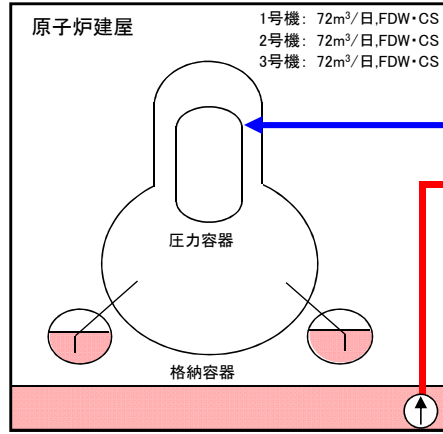 原子炉建屋
1号機: 72m³/日,FDW・CS
2号機: 72m³/日,FDW・CS
3号機: 72m³/日,FDW・CS
圧力容器
格納容器